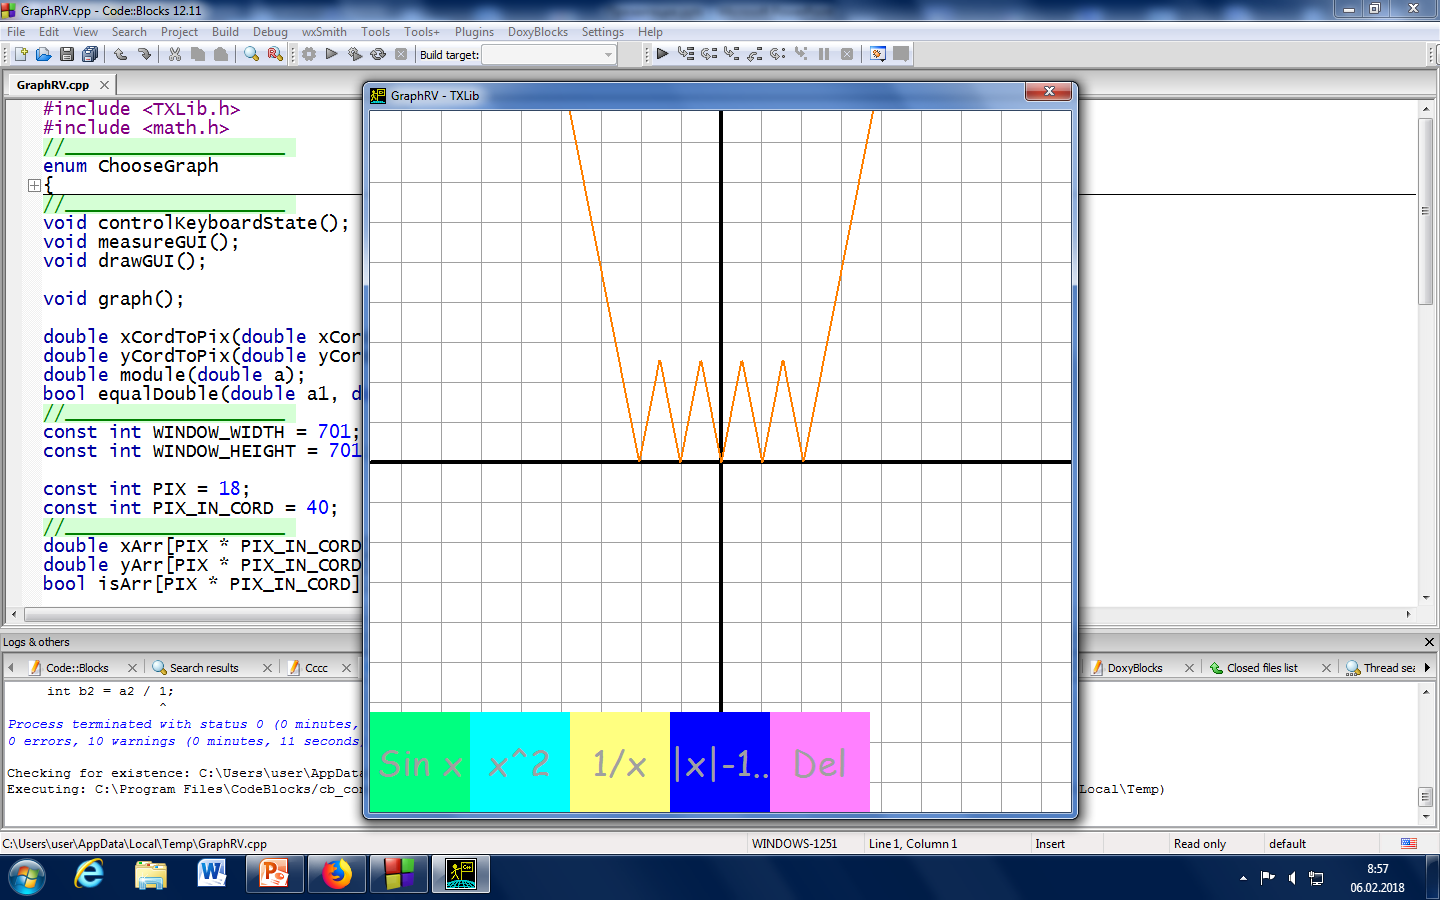 GraphRV.cpp - Code::Blocks 12.11
File Edit View Search Project Build Debug wxSmith Tools Tools+ Plugins DoxyBlocks Settings Help
Build target:
GraphRV.cpp
GraphRV - TXLib
#include <TXLib.h>
#include <math.h>
//____________________
enum ChooseGraph
{
//____________________
void controlKeyboardState();
void measureGUI();
void drawGUI();
void graph();
double xCordToPix(double xCor
double yCordToPix(double yCor
double module(double a);
bool equalDouble(double a1, d
//____________________
const int WINDOW_WIDTH = 701;
const int WINDOW_HEIGHT = 701
const int PIX = 18;
const int PIX_IN_CORD = 40;
//____________________
double xArr[PIX * PIX_IN_CORD
double yArr[PIX * PIX_IN_CORD
bool isArr[PIX * PIX_IN_CORD]
Sin x x^2 1/x |x|-1.. Del
Logs & others
Code::Blocks Search results Cccc DoxyBlocks Closed files list Thread sea
int b2 = a2 / 1;
^
Process terminated with status 0 (0 minutes,
0 errors, 10 warnings (0 minutes, 11 seconds
Checking for existence: C:\Users\user\AppData
Executing: C:\Program Files\CodeBlocks/cb_con Local\Temp)
C:\Users\user\AppData\Local\Temp\GraphRV.cpp WINDOWS-1251 Line 1, Column 1 Insert Read only default
8:57
06.02.2018